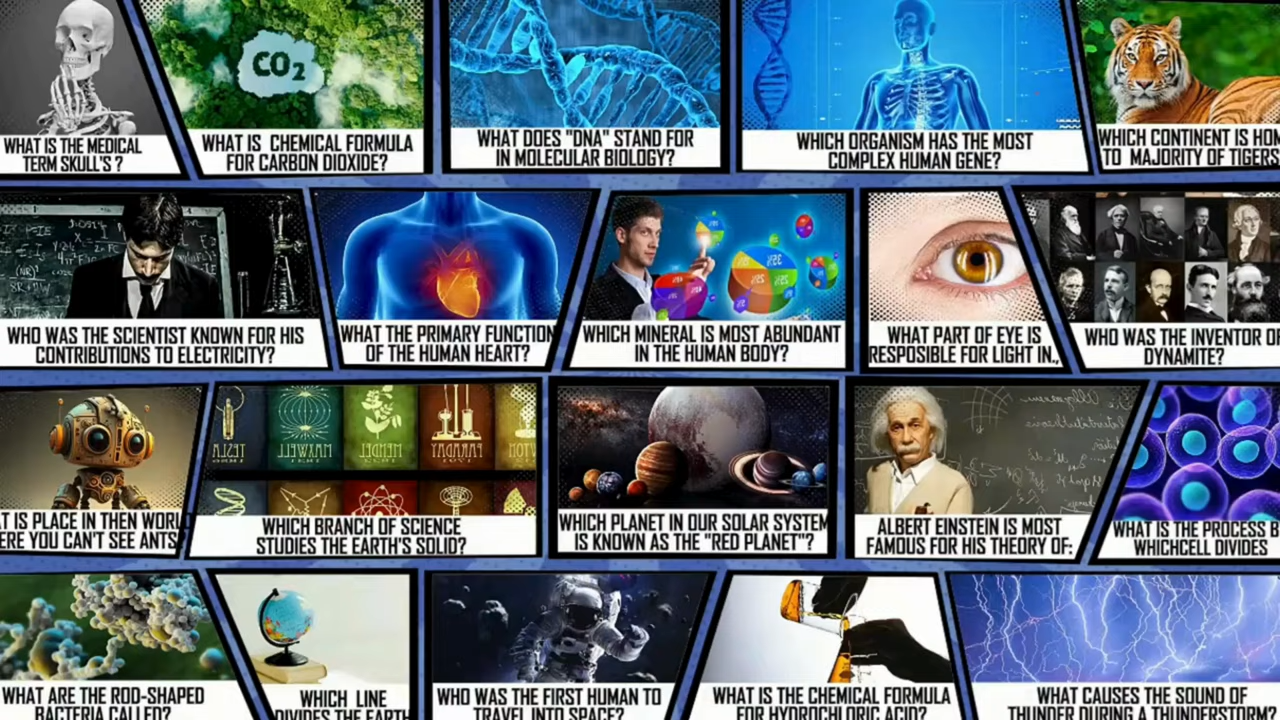 CO2
WHAT IS THE MEDICAL
TERM SKULL'S ?
WHAT IS CHEMICAL FORMULA
FOR CARBON DIOXIDE?
WHAT DOES "DNA" STAND FOR
IN MOLECULAR BIOLOGY?
WHICH ORGANISM HAS THE MOST
COMPLEX HUMAN GENE?
WHICH CONTINENT IS HOM
TO MAJORITY OF TIGERS
WHO WAS THE SCIENTIST KNOWN FOR HIS
CONTRIBUTIONS TO ELECTRICITY?
WHAT THE PRIMARY FUNCTION
OF THE HUMAN HEART?
WHICH MINERAL IS MOST ABUNDANT
IN THE HUMAN BODY?
WHAT PART OF EYE IS
RESPOSIBLE FOR LIGHT IN..
WHO WAS THE INVENTOR OF
DYNAMITE?
TESLA
MAXWELL
MENDEL
FARADAY
T IS PLACE IN THEN WORL
ERE YOU CAN'T SEE ANTS
WHICH BRANCH OF SCIENCE
STUDIES THE EARTH'S SOLID?
WHICH PLANET IN OUR SOLAR SYSTEM
IS KNOWN AS THE "RED PLANET"?
ALBERT EINSTEIN IS MOST
FAMOUS FOR HIS THEORY OF:
WHAT IS THE PROCESS B
WHICHCELL DIVIDES
WHAT ARE THE ROD-SHAPED
BACTERIA CALLED?
WHICH LINE
DIVIDES THE EARTH
WHO WAS THE FIRST HUMAN TO
TRAVEL INTO SPACE?
WHAT IS THE CHEMICAL FORMULA
FOR HYDROCHLORIC ACID?
WHAT CAUSES THE SOUND OF
THUNDER DURING A THUNDERSTORM?